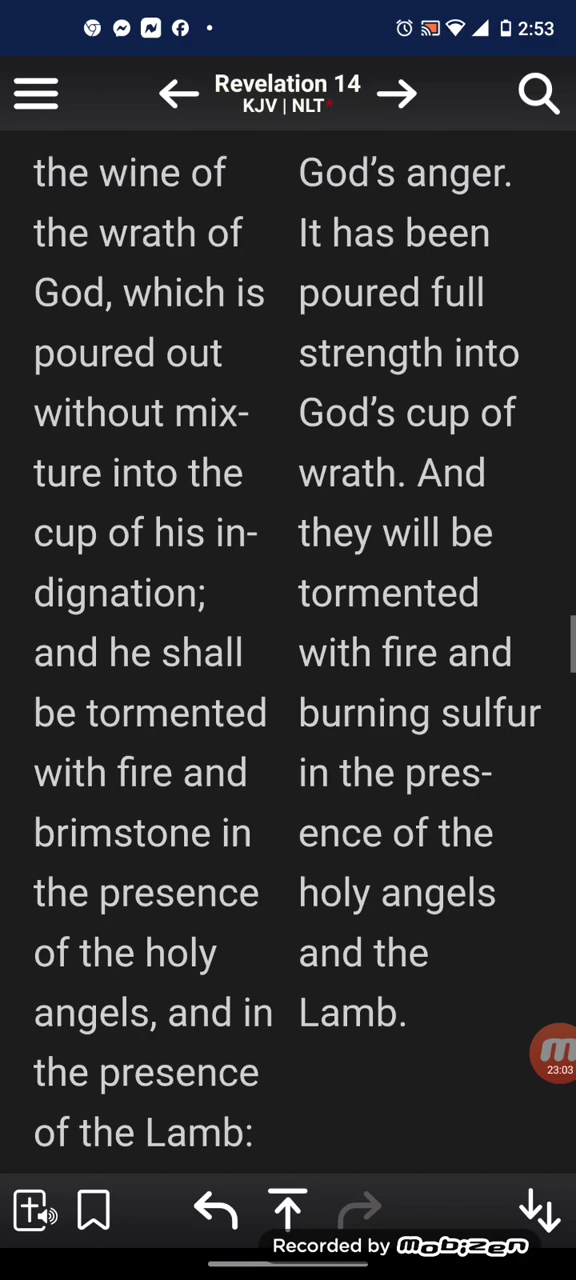 2:53
Revelation 14
KJV | NLT*
the wine of
the wrath of
God, which is
poured out
without mix-
ture into the
cup of his in-
dignation;
and he shall
be tormented
with fire and
brimstone in
the presence
of the holy
angels, and in
the presence
of the Lamb:
God’s anger.
It has been
poured full
strength into
God’s cup of
wrath. And
they will be
tormented
with fire and
burning sulfur
in the pres-
ence of the
holy angels
and the
Lamb.
m
23:03
Recorded by mobizen